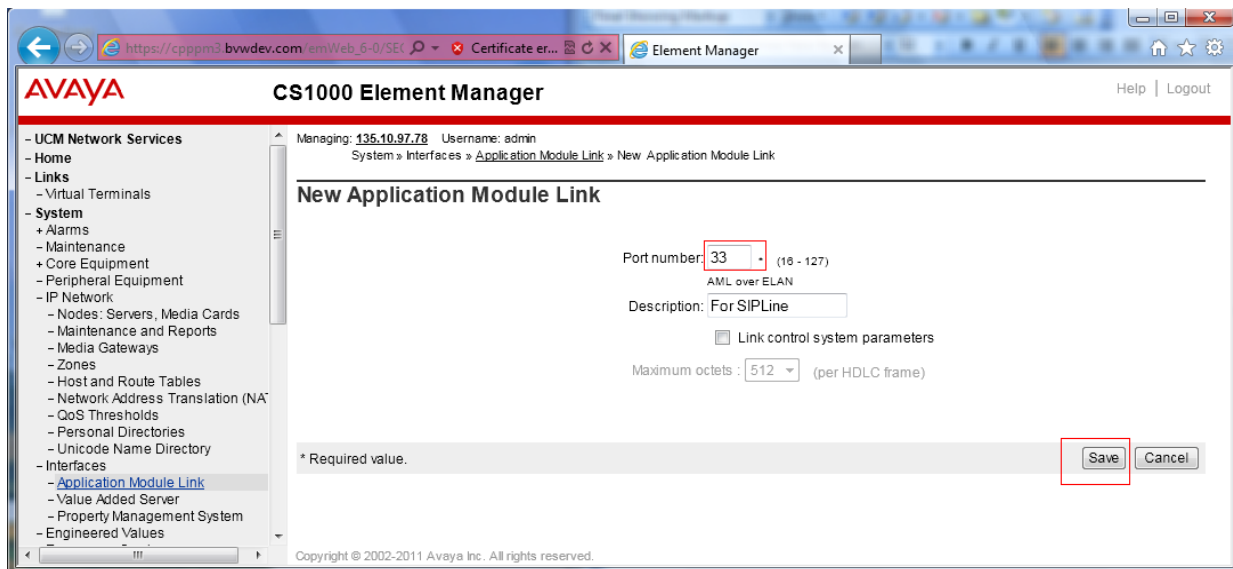 https://cpppm3.bvwdev.com/emWeb_6-0/SE( Certificate er... Element Manager
AVAYA CS1000 Element Manager Help | Logout
- UCM Network Services
- Home
- Links
- Virtual Terminals
- System
+ Alarms
- Maintenance
+ Core Equipment
- Peripheral Equipment
- IP Network
- Nodes: Servers, Media Cards
- Maintenance and Reports
- Media Gateways
- Zones
- Host and Route Tables
- Network Address Translation (NAT
- QoS Thresholds
- Personal Directories
- Unicode Name Directory
- Interfaces
- Application Module Link
- Value Added Server
- Property Management System
- Engineered Values
Managing: 135.10.97.78 Username: admin
System » Interfaces » Application Module Link » New Application Module Link
New Application Module Link
Port number: 33 * (16 - 127)
AML over ELAN
Description: For SIPLine
Link control system parameters
Maximum octets : 512 (per HDLC frame)
* Required value. Save Cancel
Copyright © 2002-2011 Avaya Inc. All rights reserved.